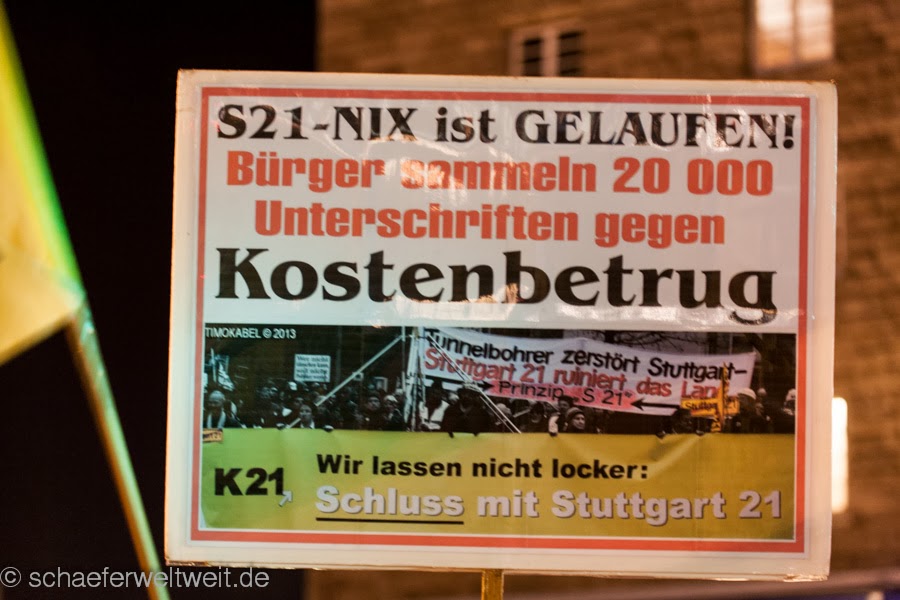 S21-NIX ist GELAUFEN!
Bürger sammeln 20 000
Unterschriften gegen
Kostenbetrug
TIMOKABEL © 2013
Tunnelbohrer zerstört Stuttgart-
Stuttgart 21 ruiniert das Land
Prinzip „S 21"
K21
Wir lassen nicht locker:
Schluss mit Stuttgart 21
© schaeferweltweit.de